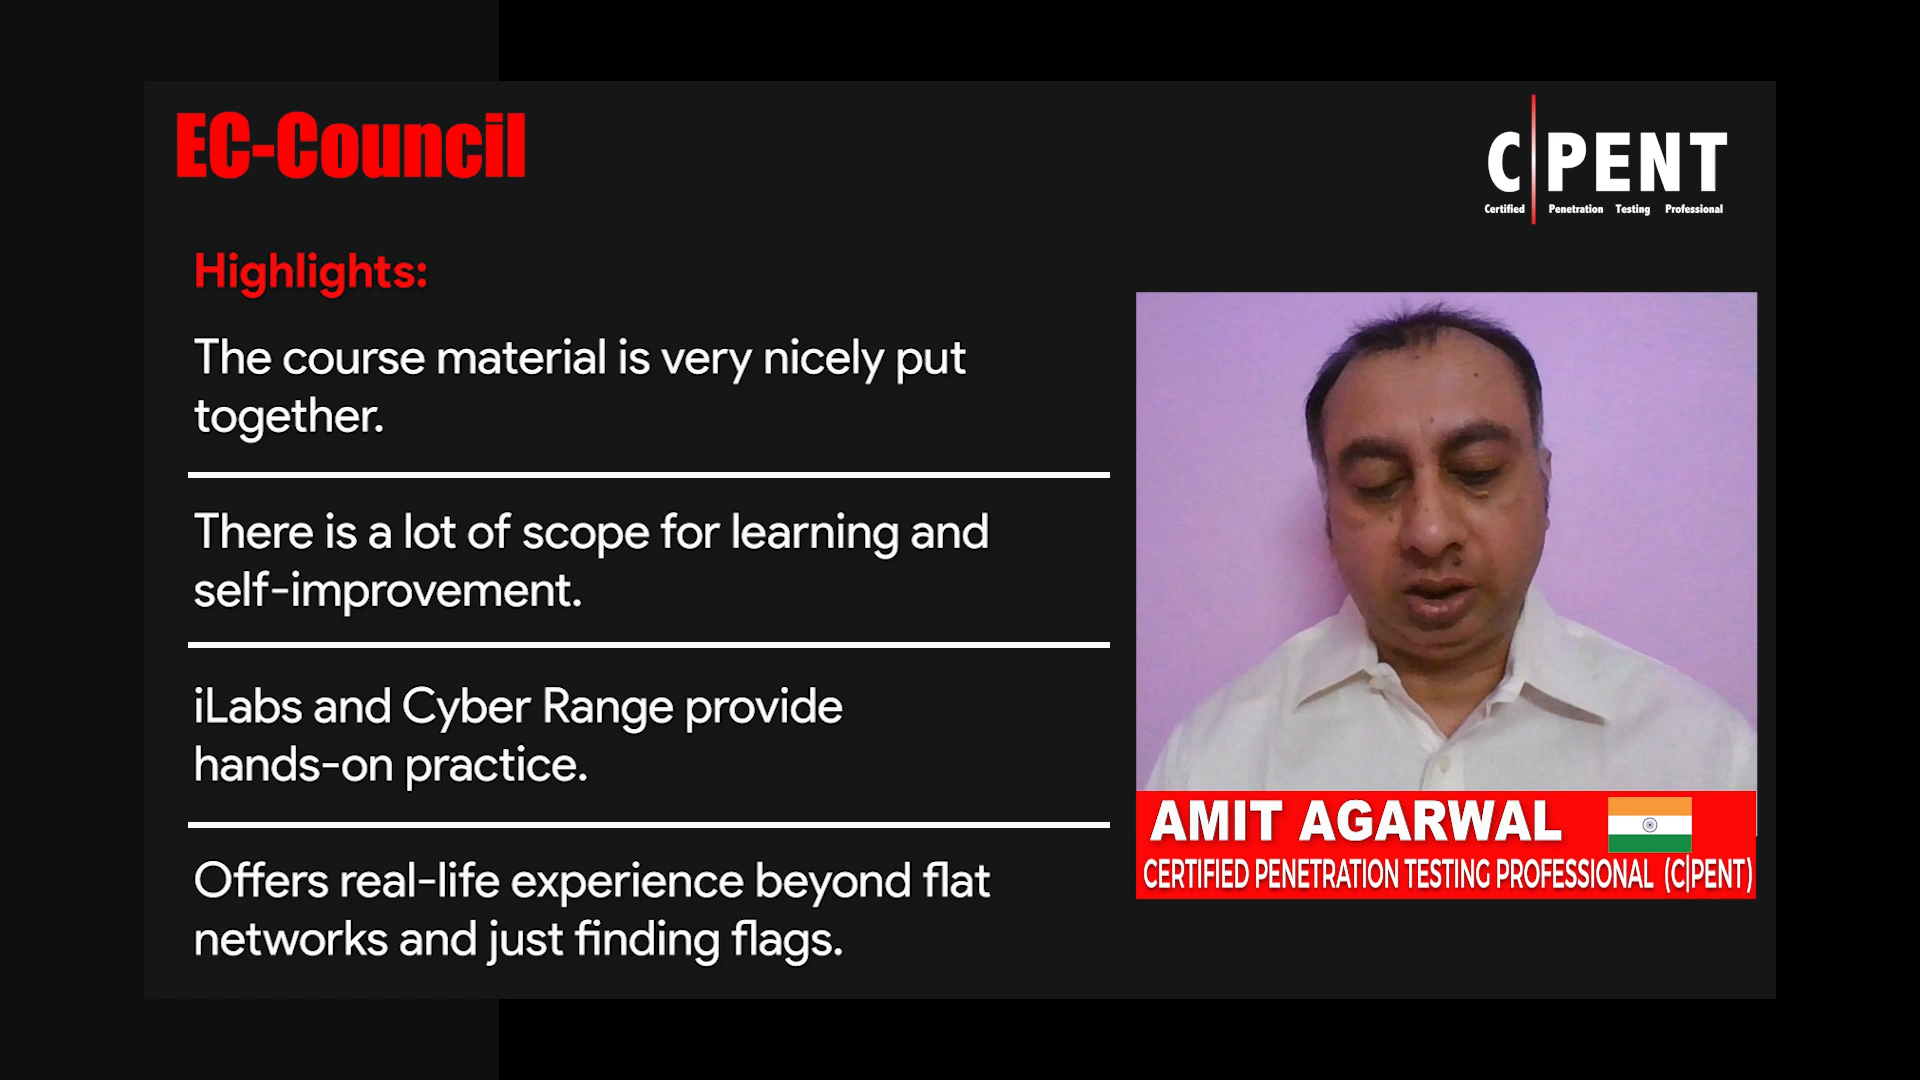 EC-Council
C|PENT
Certified Penetration Testing Professional
Highlights:
The course material is very nicely put
together.
There is a lot of scope for learning and
self-improvement.
iLabs and Cyber Range provide
hands-on practice.
Offers real-life experience beyond flat
networks and just finding flags.
AMIT AGARWAL
CERTIFIED PENETRATION TESTING PROFESSIONAL (C|PENT)